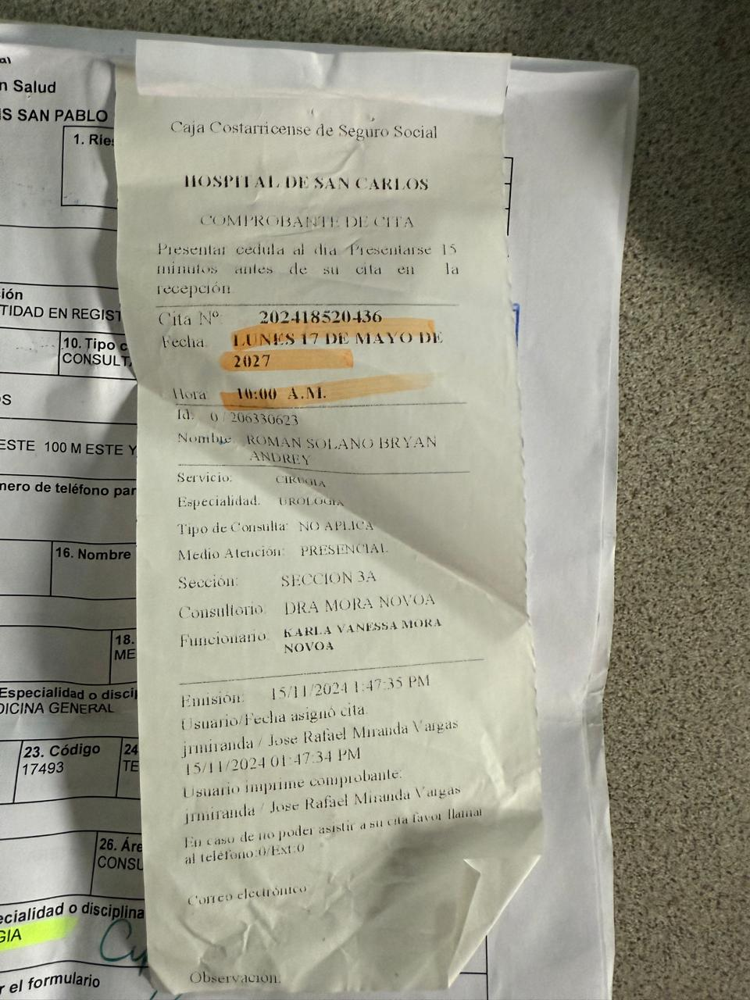 al)
n Salud
IS SAN PABLO
1. Ries
ión
TIDAD EN REGIST
10. Tipo c
CONSULTA
OS
ESTE 100 M ESTE Y
mero de teléfono par
16. Nombre
18.
ME
Especialidad o discip
DICINA GENERAL
23. Código 24
17493 TE
26. Áre
CONSU
pecialidad o disciplina
GIA
r el formulario
Caja Costarricense de Seguro Social
HOSPITAL DE SAN CARLOS
COMPROBANTE DE CITA
Presentar cedula al dia Presentarse 15
minutos antes de su cita en la
recepción.
Cita Nº: 202418520436
Fecha: LUNES 17 DE MAYO DE
2027
Hora: 10:00 A.M.
Id: 0 / 206330623
Nombre: ROMAN SOLANO BRYAN
ANDREY
Servicio: CIRUGIA
Especialidad: UROLOGIA
Tipo de Consulta: NO APLICA
Medio Atención: PRESENCIAL
Sección: SECCION 3A
Consultorio: DRA MORA NOVOA
Funcionario: KARLA VANESSA MORA
NOVOA
Emisión: 15/11/2024 1:47:35 PM
Usuario/Fecha asignó cita:
jrmiranda / Jose Rafael Miranda Vargas
15/11/2024 01:47:34 PM
Usuario imprime comprobante:
jrmiranda / Jose Rafael Miranda Vargas
En caso de no poder asistir a su cita favor llamar
al teléfono:0/Ext:0
Correo electrónico
Observación: